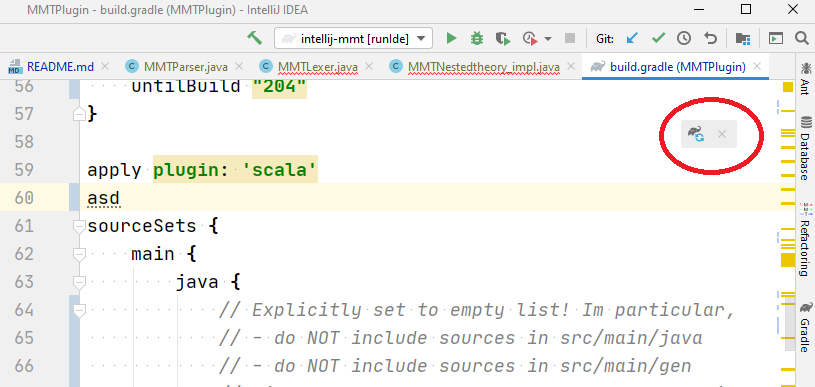 MMTPlugin - build.gradle (MMTPlugin) - IntelliJ IDEA
intellij-mmt [runIde] Git:
README.md MMTParser.java MMTLexer.java MMTNestedtheory_impl.java build.gradle (MMTPlugin)
56 untilBuild "204"
57 }
58
59 apply plugin: 'scala'
60 asd
61 sourceSets {
62 main {
63 java {
64 // Explicitly set to empty list! Im particular,
65 // - do NOT include sources in src/main/java
66 // - do NOT include sources in src/main/gen
Ant
Database
Refactoring
Gradle